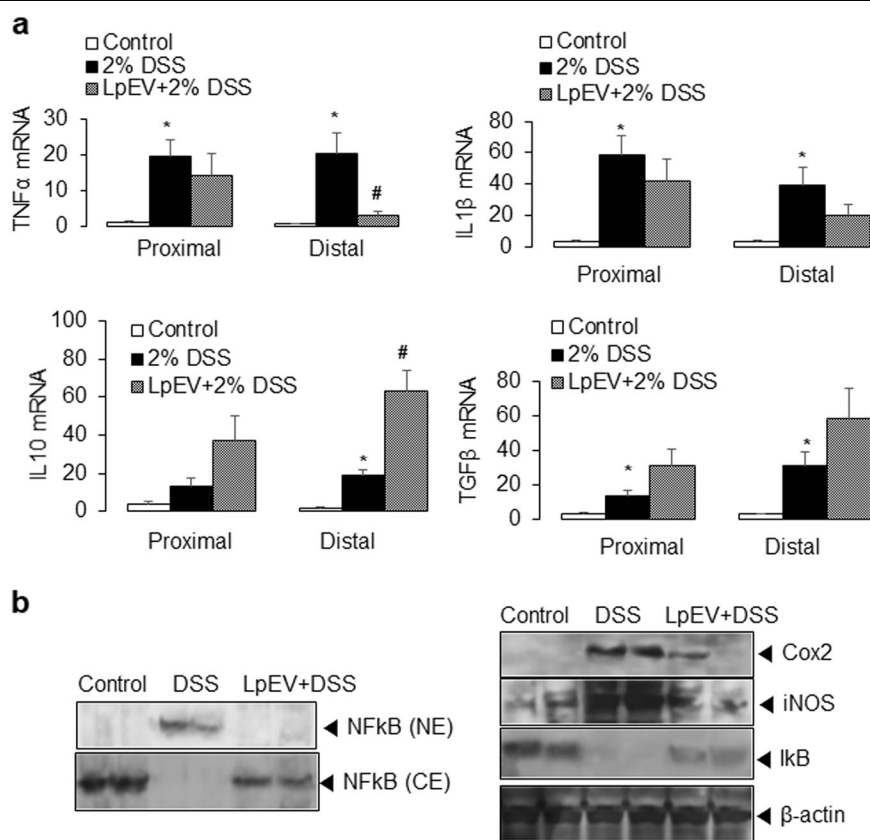 a
Control
2% DSS
LpEV+2% DSS
TNFα mRNA
30
20
10
0
*
*
#
Proximal Distal
Control
2% DSS
LpEV+2% DSS
IL1β mRNA
80
60
40
20
0
*
*
Proximal Distal
Control
2% DSS
LpEV+2% DSS
IL10 mRNA
100
80
60
40
20
0
*
#
Proximal Distal
Control
2% DSS
LpEV+2% DSS
TGFβ mRNA
80
60
40
20
0
*
*
Proximal Distal
b
Control DSS LpEV+DSS
NFkB (NE)
NFkB (CE)
Control DSS LpEV+DSS
Cox2
iNOS
IkB
β-actin